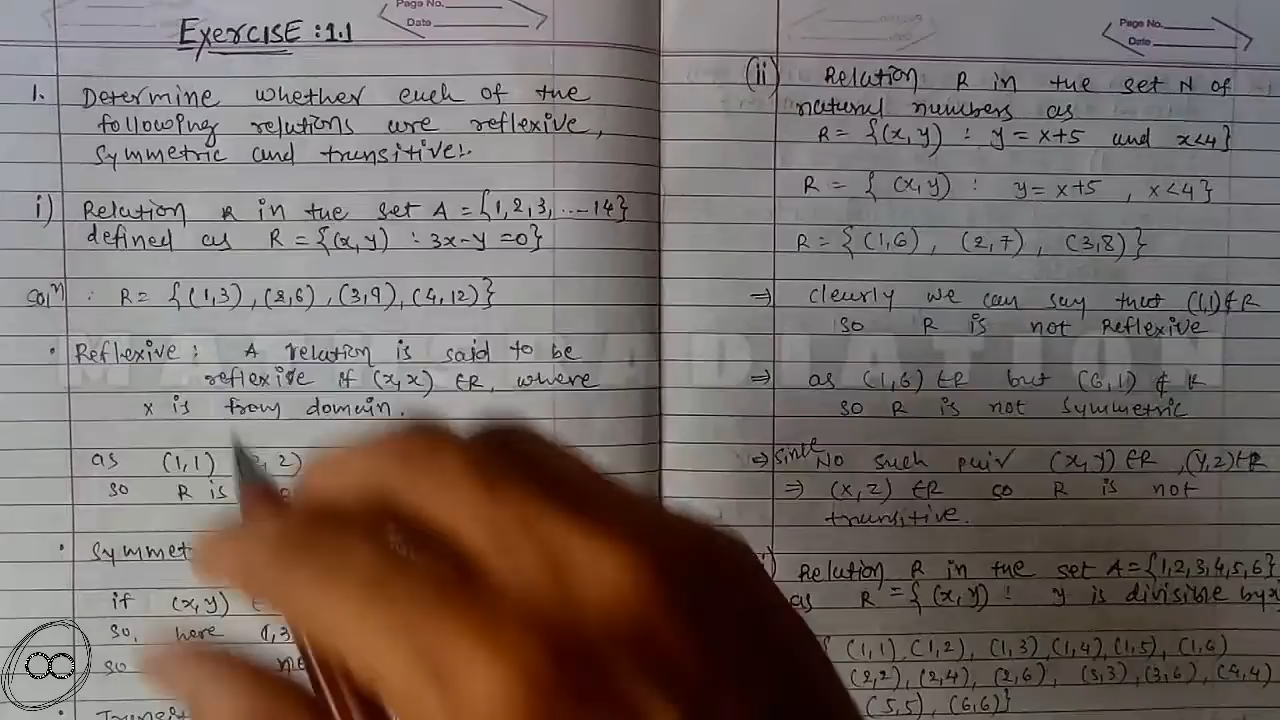 Page No.
Date
Exercise : 1.1
1. Determine whether each of the
following relations are reflexive,
symmetric and transitive:.
i) Relation R in the set A = {1,2,3, ...- 14}
defined as R = {(x,y) : 3x-y =0}
Solⁿ : R = {(1,3), (2,6), (3,9), (4,12)}
• Reflexive : A relation is said to be
reflexive if (x,x) ∈R, where
x is from domain.
as (1,1) , 2)
so R is
• Symmet
if (x,y)
so, here (1,3
so
Transit
Page No.
Date
(ii) Relation R in the set N of
natural numbers as
R = {(x,y) : y = x+5 and x<4}
R = { (x,y) : y = x+5 , x<4}
R = {(1,6) , (2,7) , (3,8)}
⇒ clearly we can say that (1,1)∉R
so R is not Reflexive
⇒ as (1,6) ∈R but (6,1) ∉ R
so R is not symmetric
⇒ since No such pair (x,y) ∈R ,(y,z)∈R
⇒ (x,z) ∈R so R is not
transitive.
Relation R in the set A={1,2,3,4,5,6}
as R = { (x,y) : y is divisible by x
(1,1), (1,2), (1,3), (1,4), (1,5), (1,6)
(2,2), (2,4), (2,6), (3,3), (3,6), (4,4)
(5,5), (6,6)}